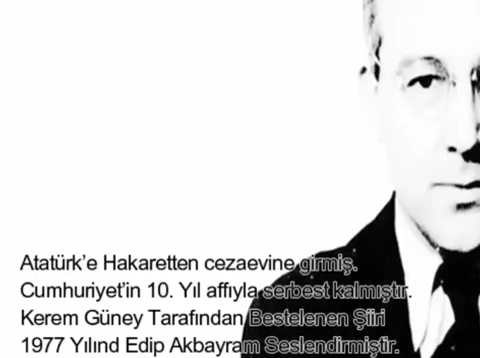 Atatürk'e Hakaretten cezaevine girmiş.
Cumhuriyet'in 10. Yıl affıyla serbest kalmıştır.
Kerem Güney Tarafından Bestelenen Şiiri
1977 Yılınd Edip Akbayram Seslendirmiştir.